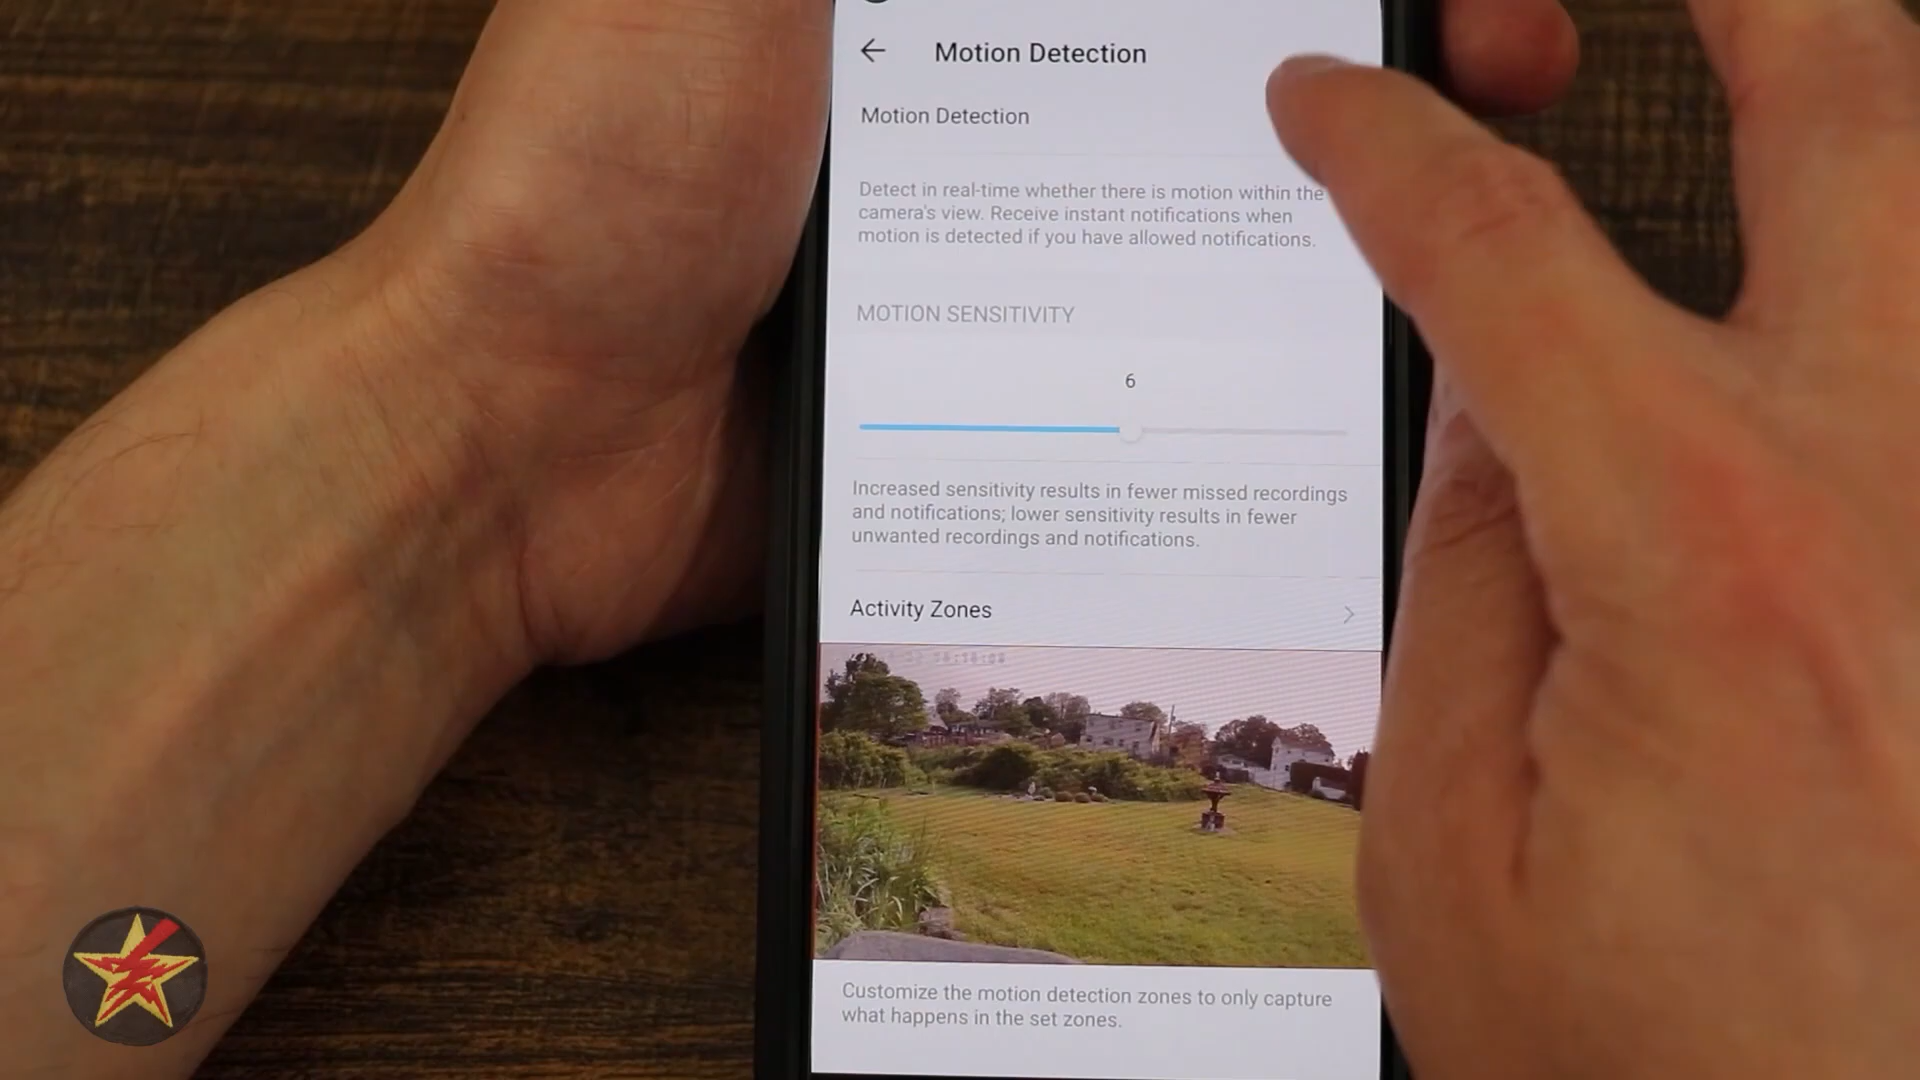 Motion Detection
Motion Detection
Detect in real-time whether there is motion within the
camera's view. Receive instant notifications when
motion is detected if you have allowed notifications.
MOTION SENSITIVITY
6
Increased sensitivity results in fewer missed recordings
and notifications; lower sensitivity results in fewer
unwanted recordings and notifications.
Activity Zones
Customize the motion detection zones to only capture
what happens in the set zones.